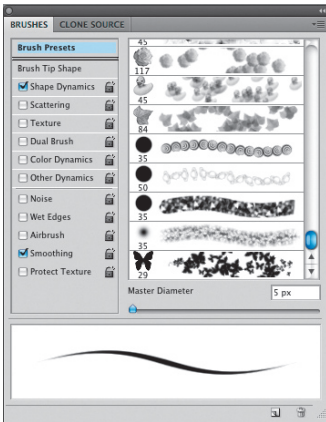 BRUSHES CLONE SOURCE
Brush Presets
Brush Tip Shape
Shape Dynamics
Scattering
Texture
Dual Brush
Color Dynamics
Other Dynamics
Noise
Wet Edges
Airbrush
Smoothing
Protect Texture
45
117
45
84
35
50
35
35
29
Master Diameter
5 px